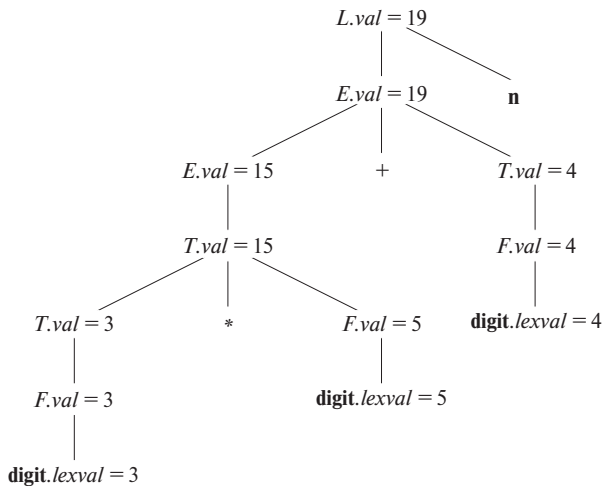 L.val = 19
E.val = 19 n
E.val = 15 + T.val = 4
T.val = 15 F.val = 4
T.val = 3 * F.val = 5 digit.lexval = 4
F.val = 3 digit.lexval = 5
digit.lexval = 3